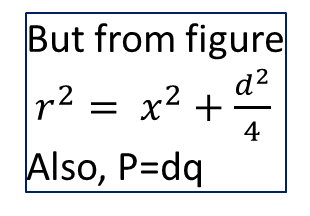 But from figure
r² = x² + d²/4
Also, P=dq